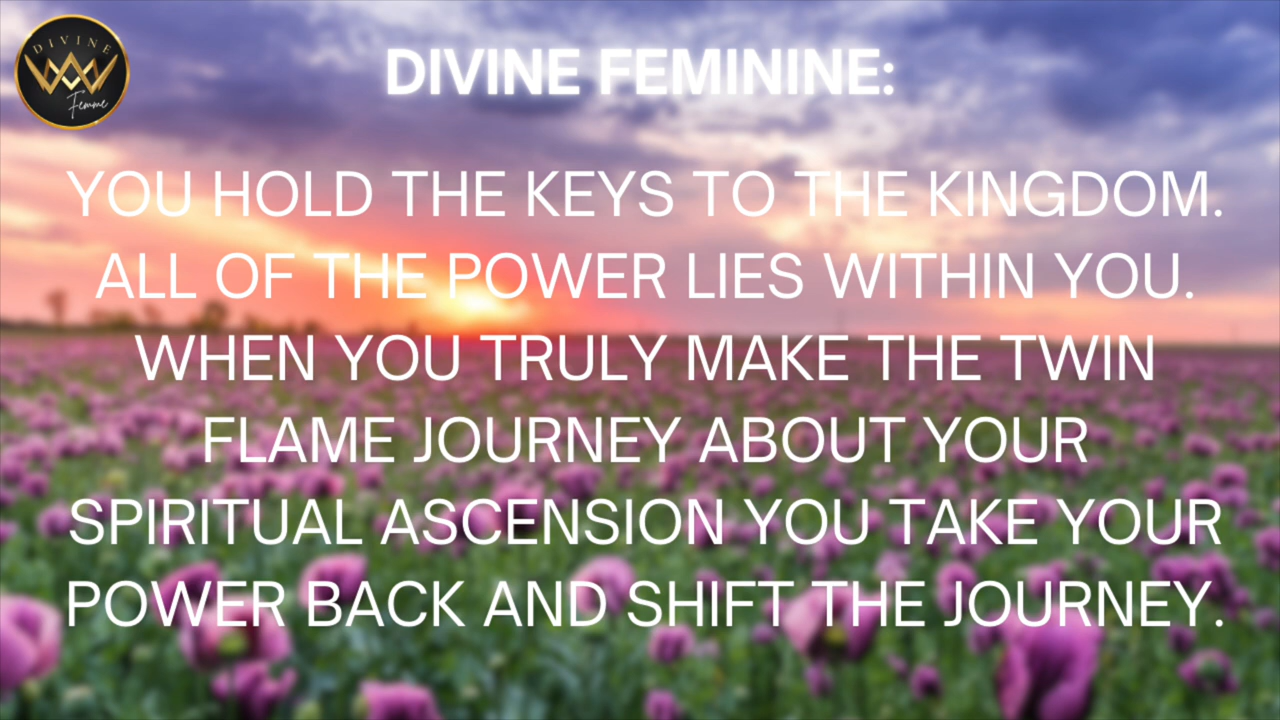 DIVINE
Femme
DIVINE FEMININE:
YOU HOLD THE KEYS TO THE KINGDOM.
ALL OF THE POWER LIES WITHIN YOU.
WHEN YOU TRULY MAKE THE TWIN
FLAME JOURNEY ABOUT YOUR
SPIRITUAL ASCENSION YOU TAKE YOUR
POWER BACK AND SHIFT THE JOURNEY.